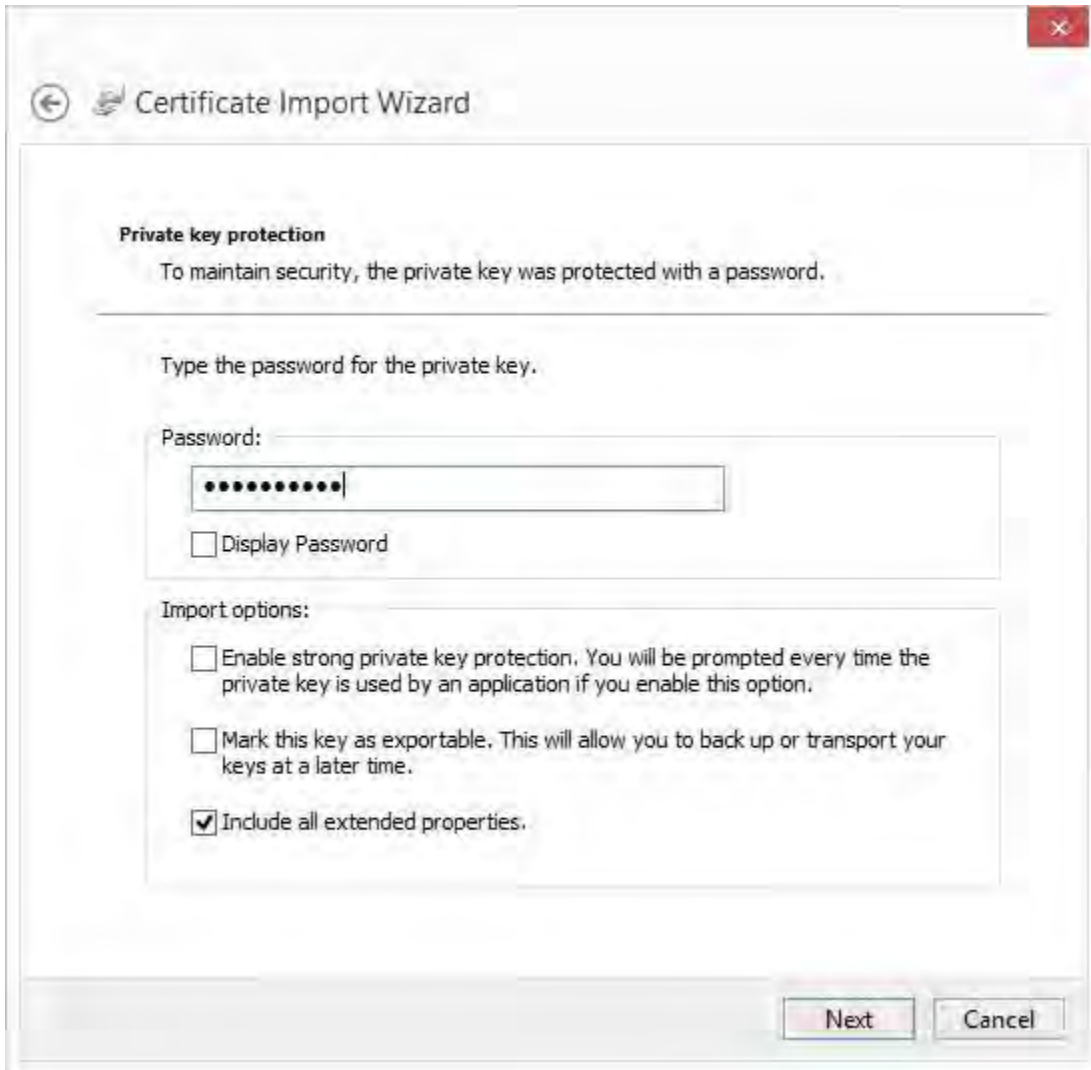 Certificate Import Wizard
Private key protection
To maintain security, the private key was protected with a password.
Type the password for the private key.
Password:
●●●●●●●●●●
Display Password
Import options:
Enable strong private key protection. You will be prompted every time the
private key is used by an application if you enable this option.
Mark this key as exportable. This will allow you to back up or transport your
keys at a later time.
Include all extended properties.
Next Cancel